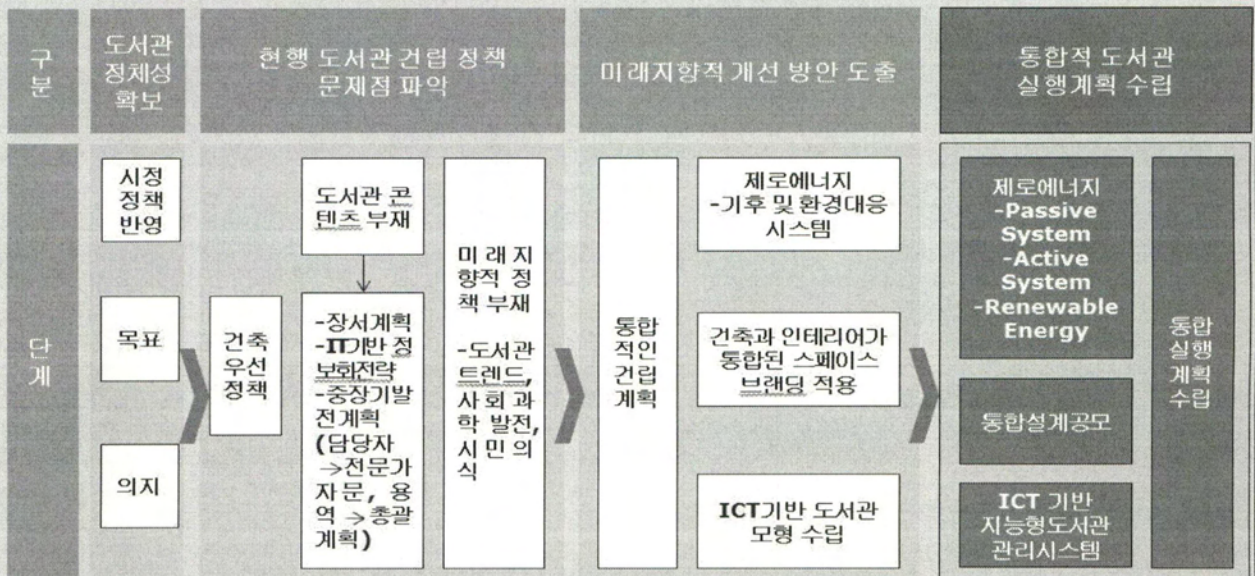 구
분
도서관
정체성
확보
현행 도서관 건립 정책
문제점 파악
미래지향적 개선 방안 도출
통합적 도서관
실행계획 수립
단
계
시정
정책
반영
목표
의지
건축
우선
정책
도서관 콘
텐츠 부재
-장서계획
-IT기반 정
보화전략
-중장기발
전계획
(담당자
→전문가
자문, 용
역→총괄
계획)
미래지
향적 정
책 부재
-도서관
트렌드,
사회과
학 발전,
시민의
식
통합
적인
건립
계획
제로에너지
-기후 및 환경대응
시스템
건축과 인테리어가
통합된 스페이스
브랜딩 적용
ICT기반 도서관
모형 수립
제로에너지
-Passive
System
-Active
System
-Renewable
Energy
통합설계공모
ICT 기반
지능형도서관
관리시스템
통합
실행
계획
수립